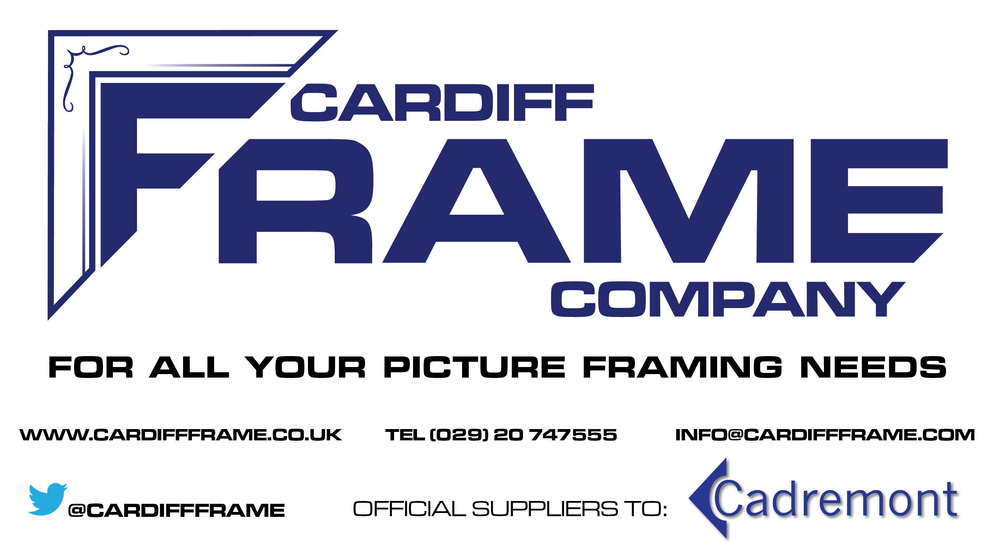 CARDIFF
FRAME
COMPANY
FOR ALL YOUR PICTURE FRAMING NEEDS
WWW.CARDIFFFRAME.CO.UK TEL (029) 20 747555 INFO@CARDIFFFRAME.COM
@CARDIFFFRAME OFFICIAL SUPPLIERS TO: Cadremont